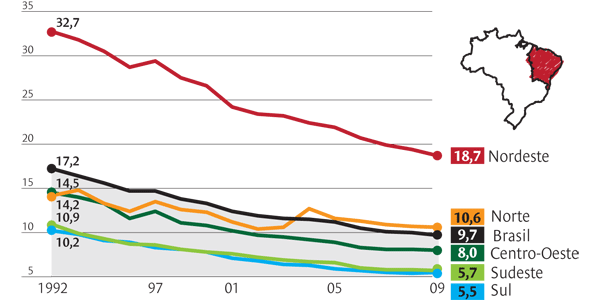 35
32,7
30
25
20
18,7 Nordeste
17,2
15
14,5
14,2
10,6 Norte
10,9
10
9,7 Brasil
10,2
8,0 Centro-Oeste
5,7 Sudeste
5
5,5 Sul
1992 97 01 05 09